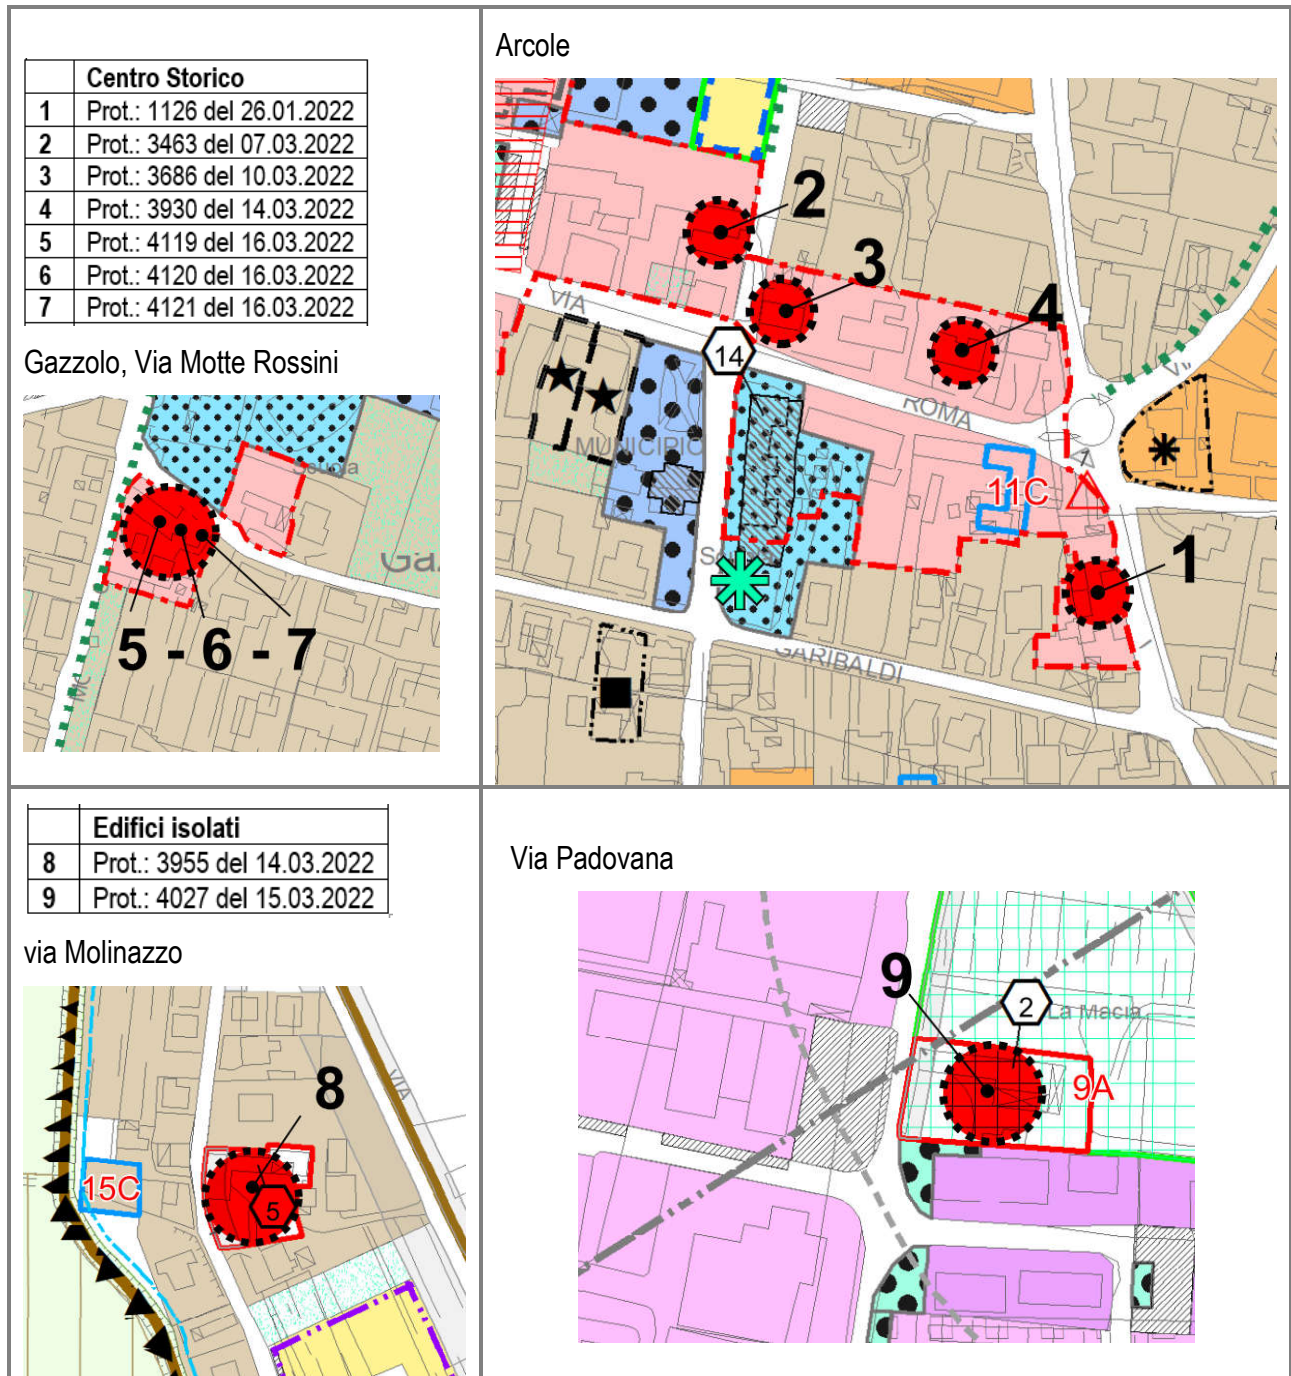 Centro Storico
1 Prot.: 1126 del 26.01.2022
2 Prot.: 3463 del 07.03.2022
3 Prot.: 3686 del 10.03.2022
4 Prot.: 3930 del 14.03.2022
5 Prot.: 4119 del 16.03.2022
6 Prot.: 4120 del 16.03.2022
7 Prot.: 4121 del 16.03.2022
Gazzolo, Via Motte Rossini
Scuola
5 - 6 - 7
Arcole
2
3
4
VIA
14
ROMA
MUNICIPIO
11C
1
GARIBALDI
Edifici isolati
8 Prot.: 3955 del 14.03.2022
9 Prot.: 4027 del 15.03.2022
via Molinazzo
8
VIA
15C
5
Via Padovana
9
2
La Macia
9A